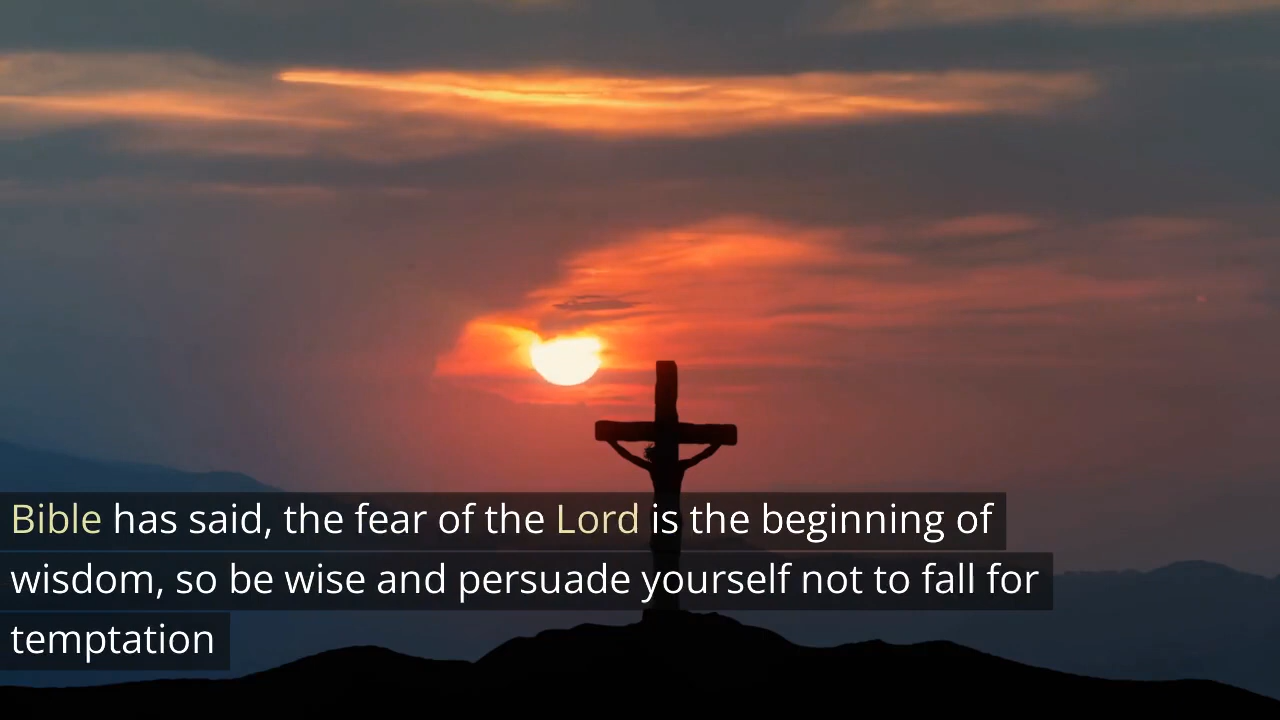 Bible has said, the fear of the Lord is the beginning of
wisdom, so be wise and persuade yourself not to fall for
temptation